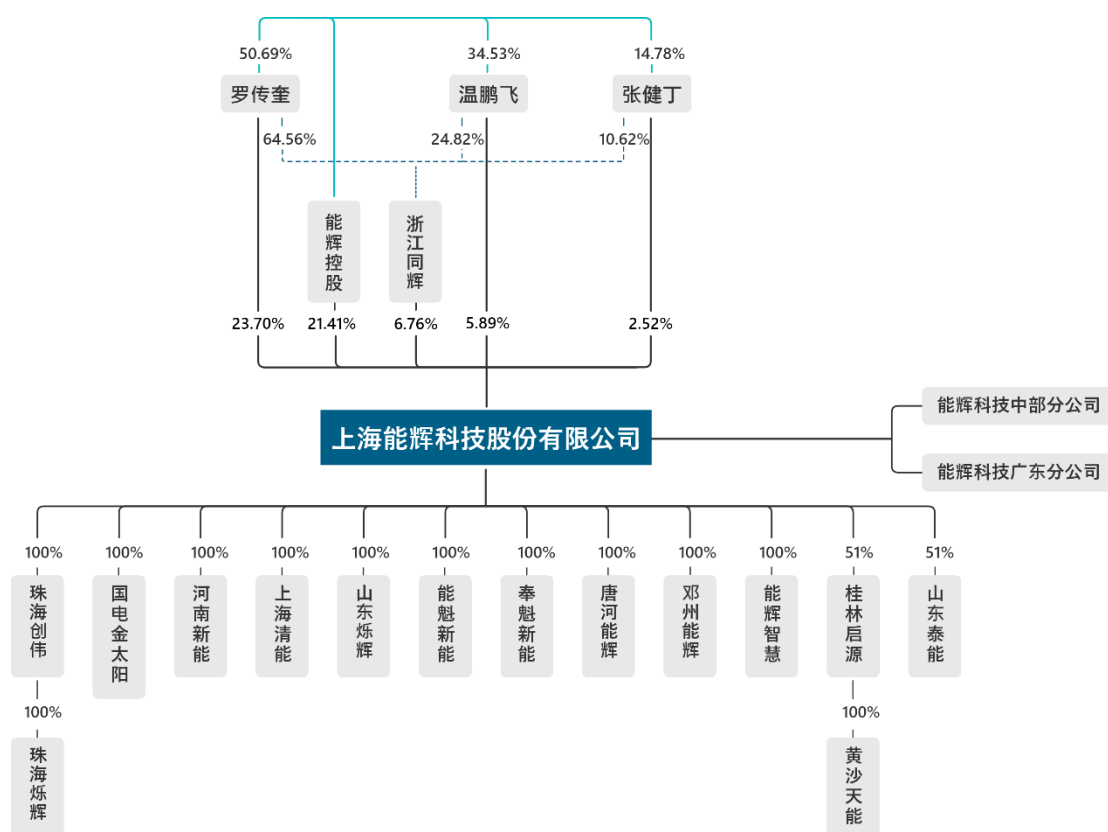 50.69%
34.53%
14.78%
罗传奎
温鹏飞
张健丁
64.56%
24.82%
10.62%
能辉控股
浙江同辉
23.70%
21.41%
6.76%
5.89%
2.52%
能辉科技中部分公司
上海能辉科技股份有限公司
能辉科技广东分公司
100%
100%
100%
100%
100%
100%
100%
100%
100%
100%
51%
51%
珠海创伟
国电金太阳
河南新能
上海清能
山东烁辉
能魁新能
奉魁新能
唐河能辉
邓州能辉
能辉智慧
桂林启源
山东泰能
100%
100%
珠海烁辉
黄沙天能